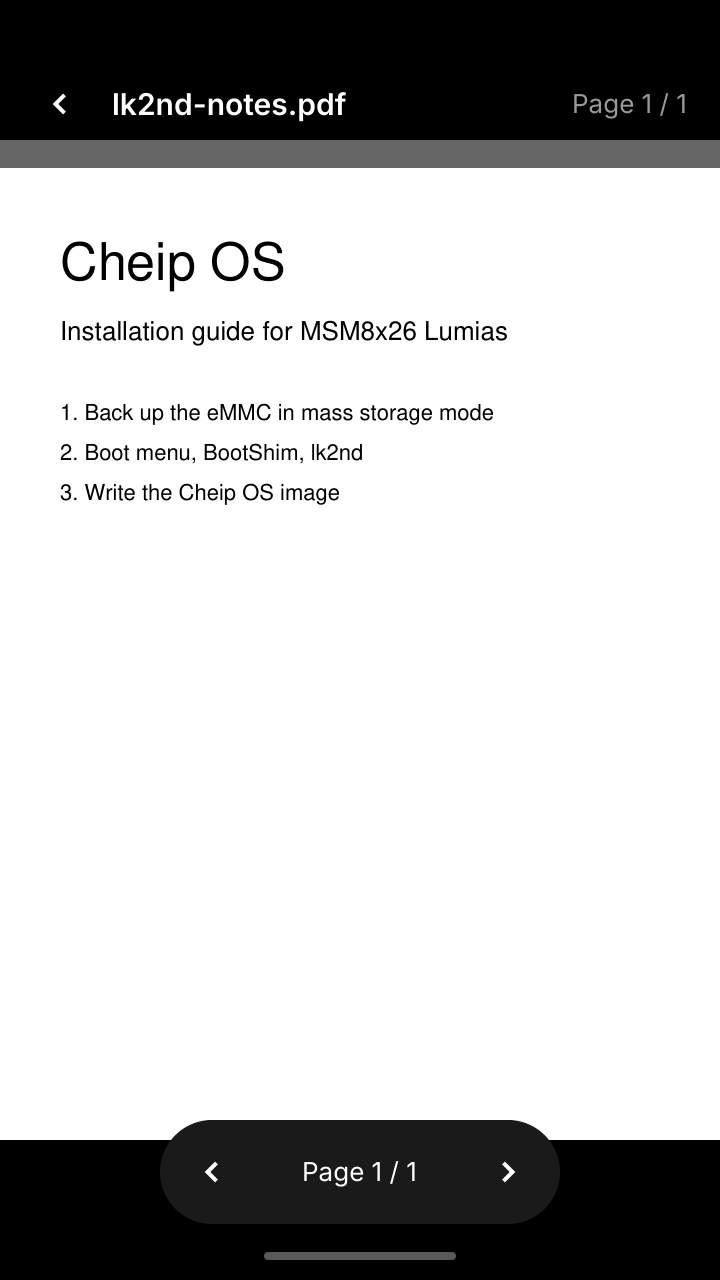 lk2nd-notes.pdf
Page 1 / 1
Cheip OS
Installation guide for MSM8x26 Lumias
1. Back up the eMMC in mass storage mode
2. Boot menu, BootShim, lk2nd
3. Write the Cheip OS image
Page 1 / 1